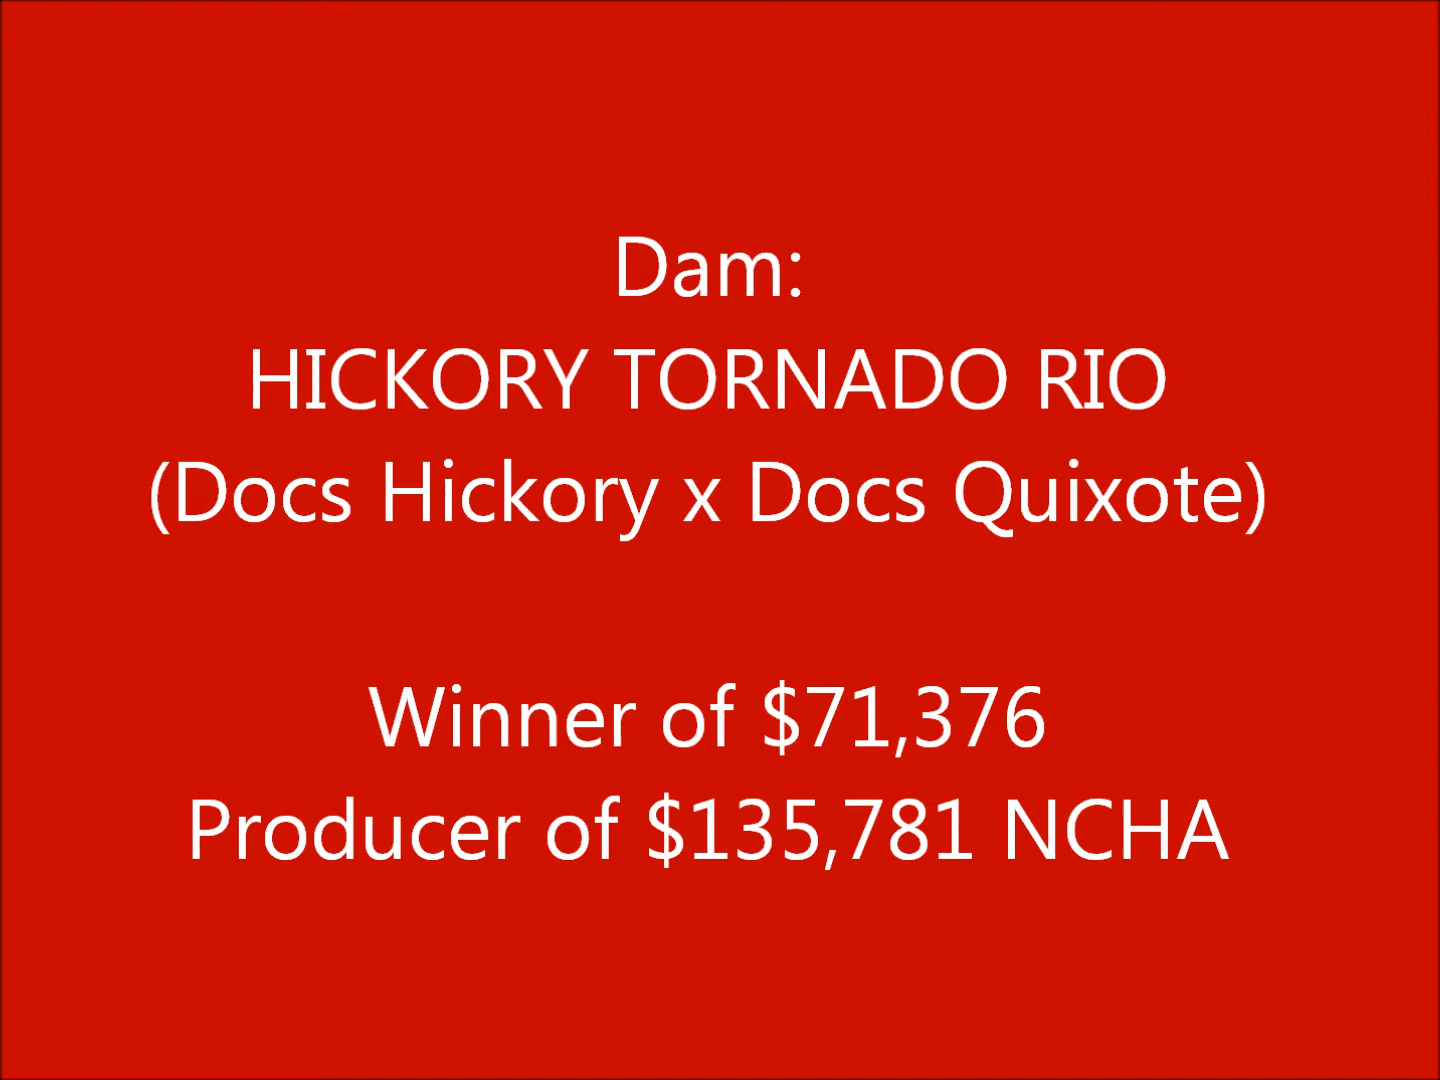 Dam:
HICKORY TORNADO RIO
(Docs Hickory x Docs Quixote)
Winner of $71,376
Producer of $135,781 NCHA